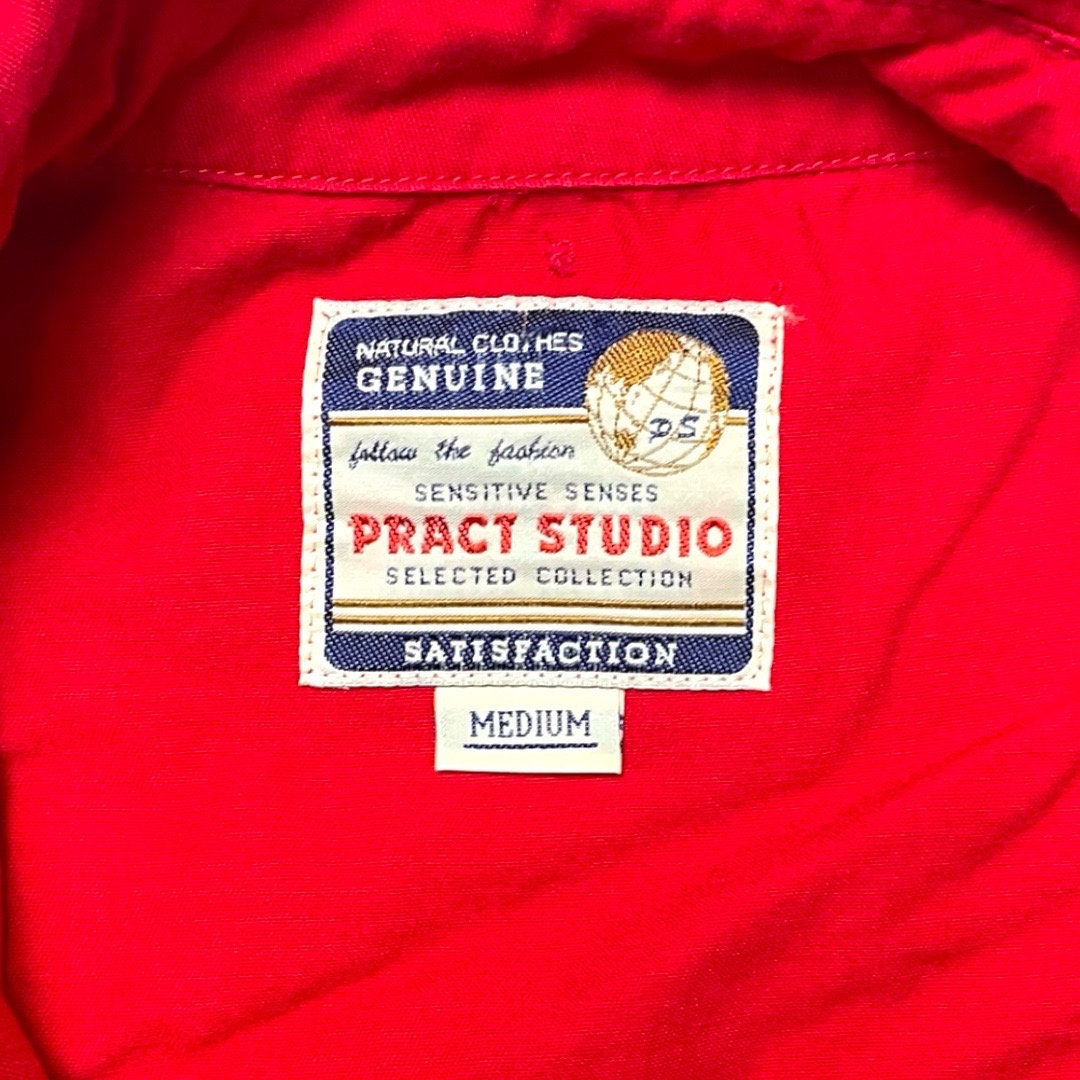 NATURAL CLOTHES
GENUINE
PS
follow the fashion
SENSITIVE SENSES
PRACT STUDIO
SELECTED COLLECTION
SATISFACTION
MEDIUM